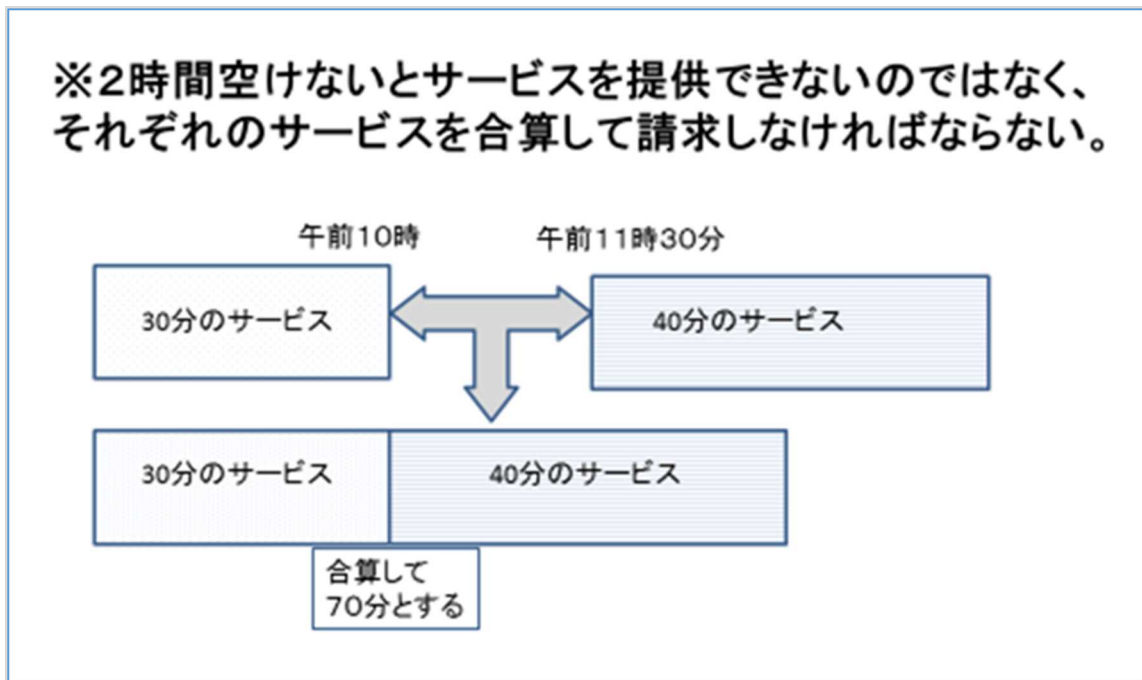 ※２時間空けないとサービスを提供できないのではなく、
それぞれのサービスを合算して請求しなければならない。
午前１０時
午前１１時３０分
30分のサービス
40分のサービス
30分のサービス
40分のサービス
合算して
７０分とする